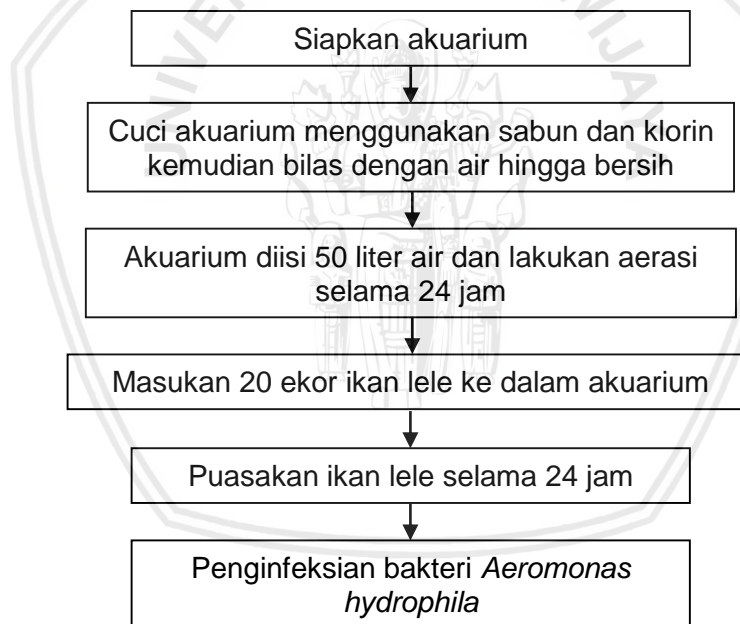 Siapkan akuarium
Cuci akuarium menggunakan sabun dan klorin
kemudian bilas dengan air hingga bersih
Akuarium diisi 50 liter air dan lakukan aerasi
selama 24 jam
Masukan 20 ekor ikan lele ke dalam akuarium
Puasakan ikan lele selama 24 jam
Penginfeksian bakteri Aeromonas
hydrophila